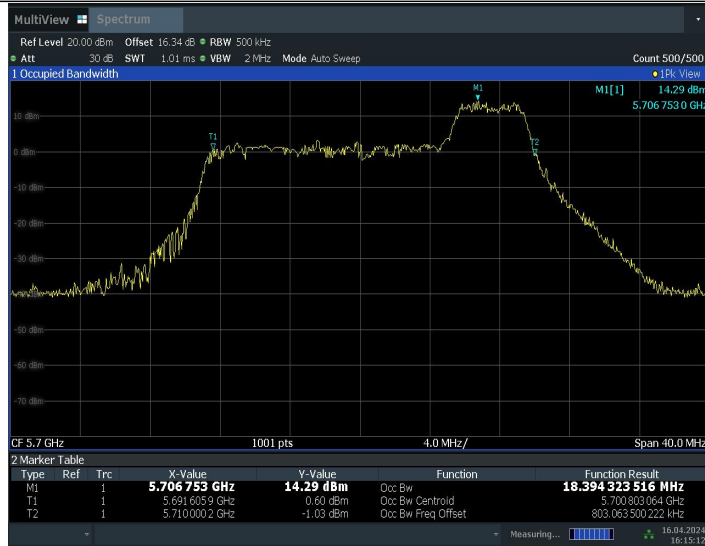 MultiView Spectrum
Ref Level 20.00 dBm Offset 16.34 dB RBW 500 kHz
Att 30 dB SWT 1.01 ms VBW 2 MHz Mode Auto Sweep Count 500/500
1 Occupied Bandwidth 1Pk View
M1[1] 14.29 dBm
5.706 753 0 GHz
M1
10 dBm
T1
T2
0 dBm
-10 dBm
-20 dBm
-30 dBm
-50 dBm
-60 dBm
-70 dBm
CF 5.7 GHz 1001 pts 4.0 MHz/ Span 40.0 MHz
2 Marker Table
Type Ref Trc X-Value Y-Value Function Function Result
M1 1 5.706 753 GHz 14.29 dBm Occ Bw 18.394 323 516 MHz
T1 1 5.691 605 9 GHz 0.60 dBm Occ Bw Centroid 5.700 803 064 GHz
T2 1 5.710 000 2 GHz -1.03 dBm Occ Bw Freq Offset 803.063 500 222 kHz
Measuring... 16.04.2024
16:15:12